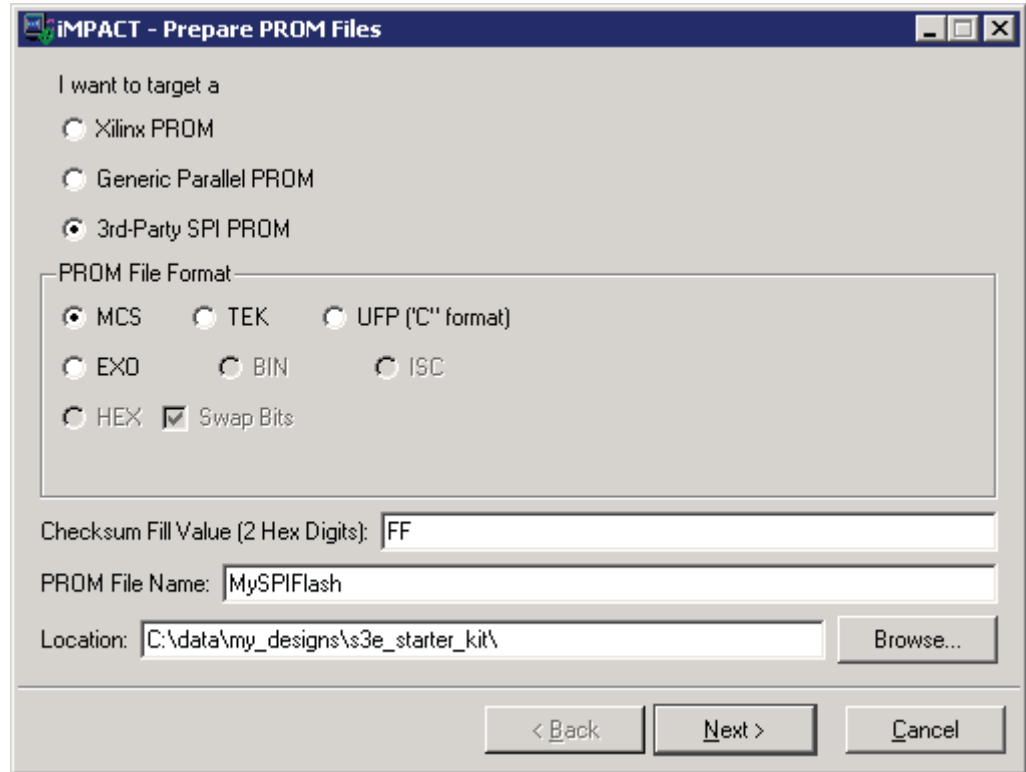 iMPACT - Prepare PROM Files
I want to target a
Xilinx PROM
Generic Parallel PROM
3rd-Party SPI PROM
PROM File Format
MCS TEK UFP ('C" format)
EXO BIN ISC
HEX Swap Bits
Checksum Fill Value (2 Hex Digits): FF
PROM File Name: MySPIFlash
Location: C:\data\my_designs\s3e_starter_kit\ Browse...
< Back Next > Cancel